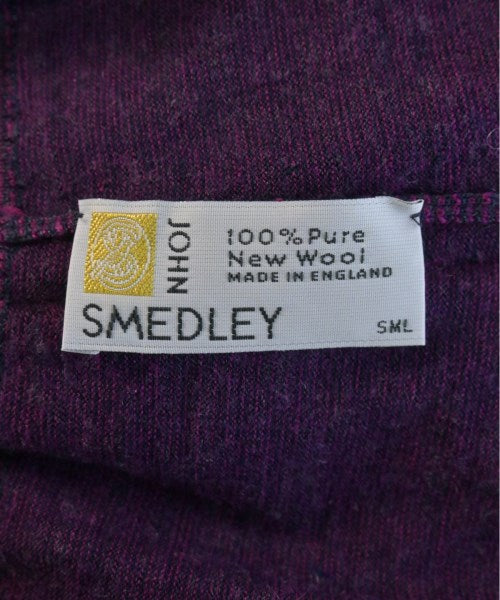 JOHN
SMEDLEY
100% Pure
New Wool
MADE IN ENGLAND
SML